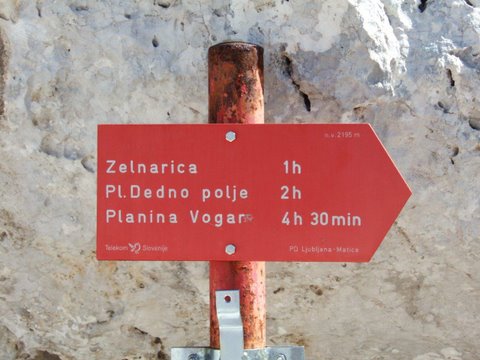 n.v. 2195 m
Zelnarica 1h
Pl.Dedno polje 2h
Planina Vogar 4h 30min
Telekom Slovenije PD Ljubljana-Matica